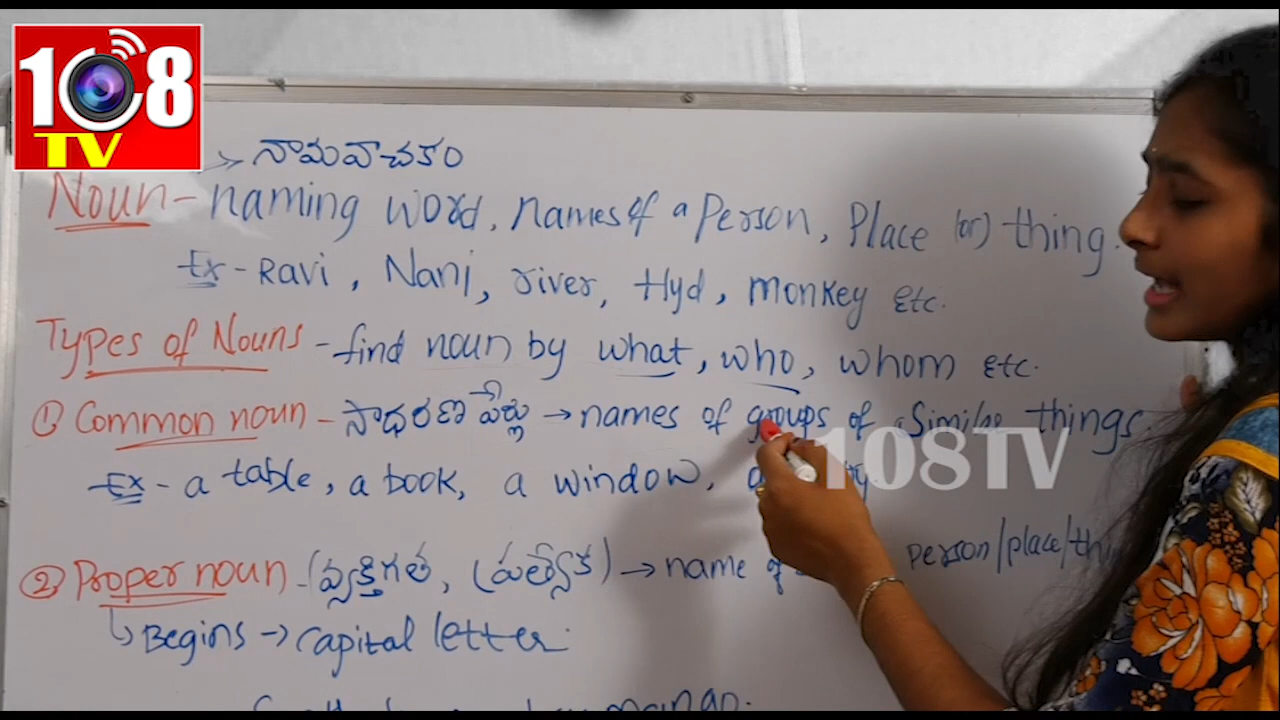 108
TV
నామవాచకం
Noun - naming word, names of a Person, Place (or) thing.
Ex - Ravi, Nani, river, Hyd, monkey etc.
Types of Nouns - find noun by what, who, whom etc.
① Common noun - సాధరణ పేర్లు → names of groups of Similar things.
108TV
Ex - a table, a book, a window,
② Proper noun - (వ్యక్తిగత, ప్రత్యేక) → name of person/place/
Begins → capital letter.